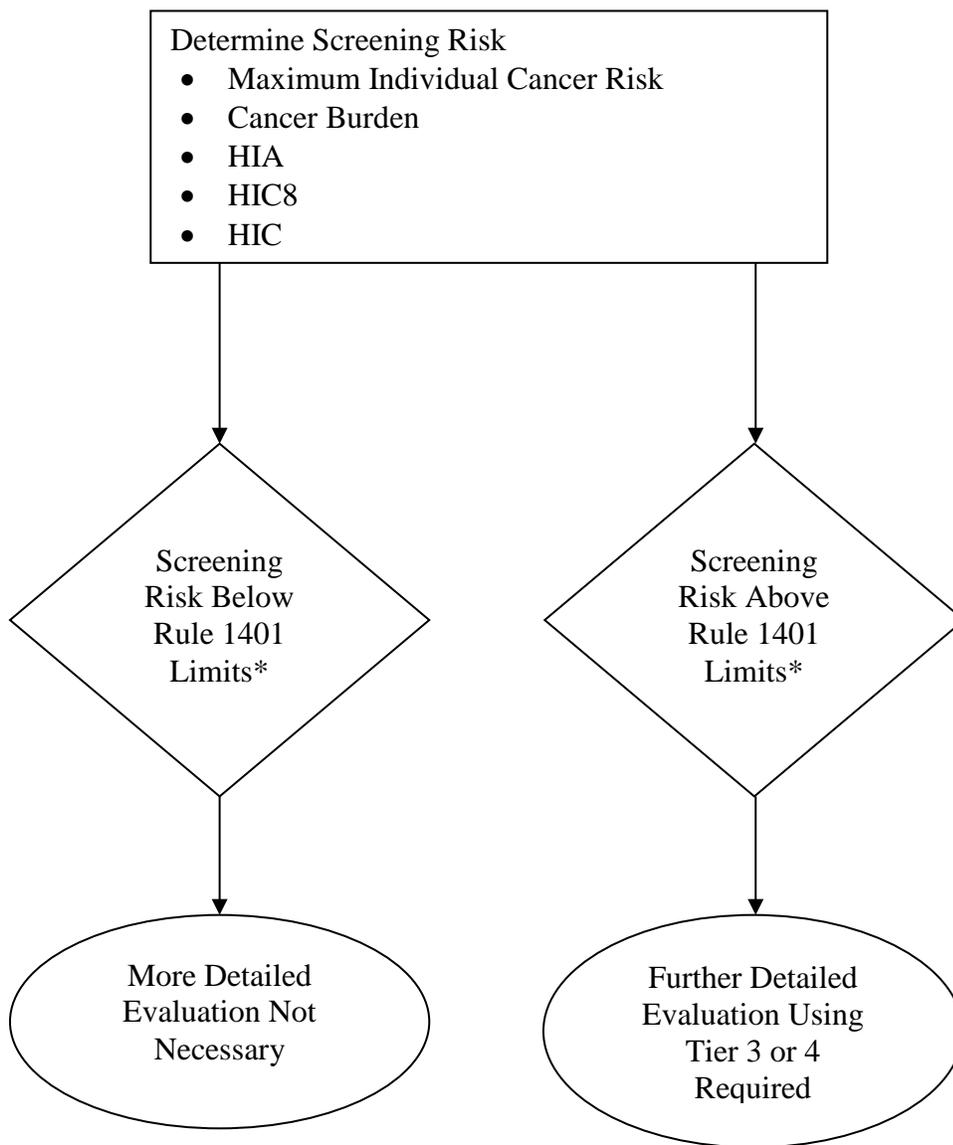 Determine Screening Risk
• Maximum Individual Cancer Risk
• Cancer Burden
• HIA
• HIC8
• HIC
Screening
Risk Below
Rule 1401
Limits*
Screening
Risk Above
Rule 1401
Limits*
More Detailed
Evaluation Not
Necessary
Further Detailed
Evaluation Using
Tier 3 or 4
Required